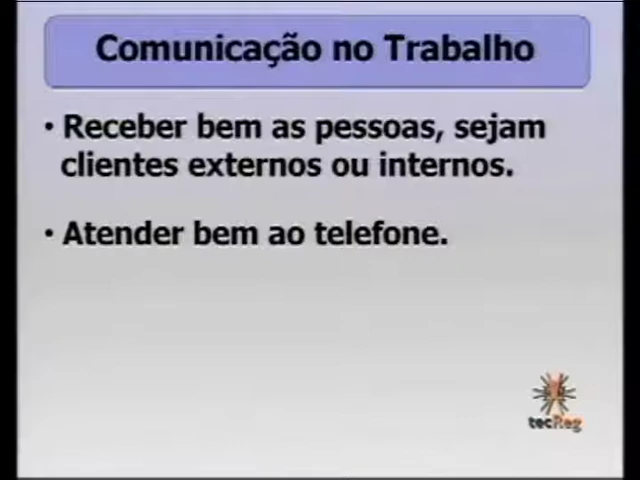 Comunicação no Trabalho
• Receber bem as pessoas, sejam
clientes externos ou internos.
• Atender bem ao telefone.
tecReg